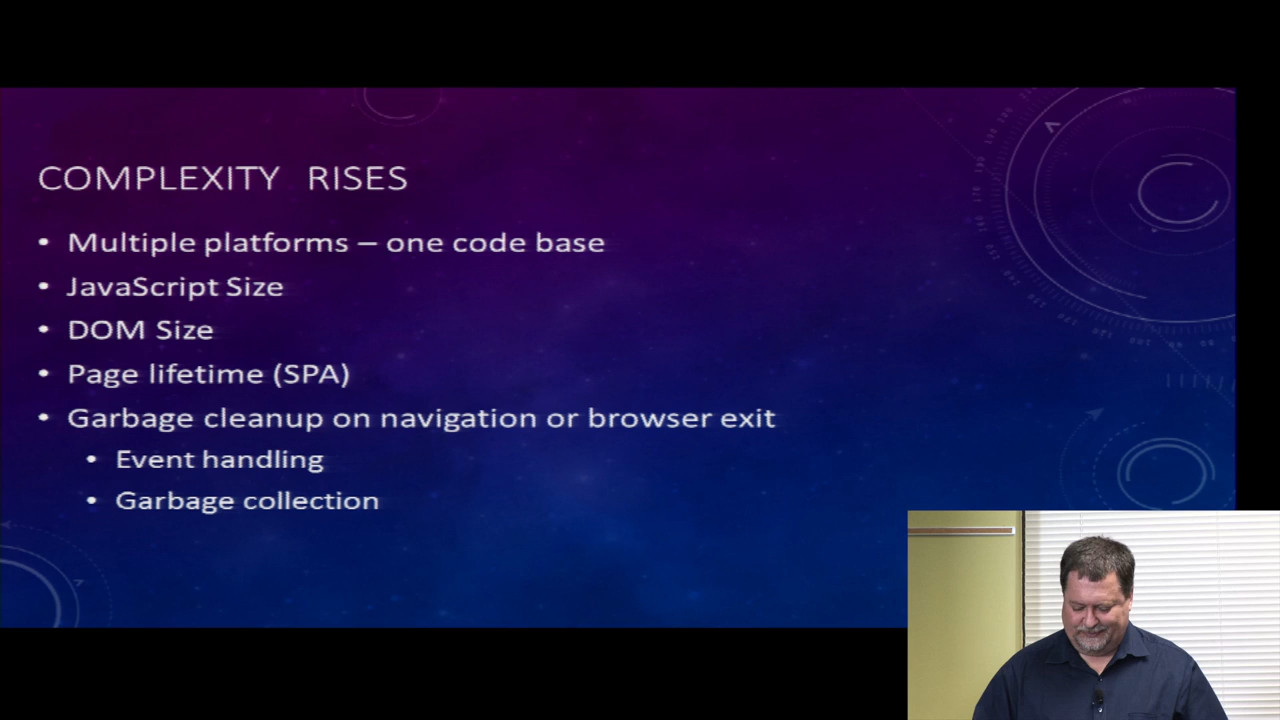 COMPLEXITY RISES
• Multiple platforms – one code base
• JavaScript Size
• DOM Size
• Page lifetime (SPA)
• Garbage cleanup on navigation or browser exit
• Event handling
• Garbage collection